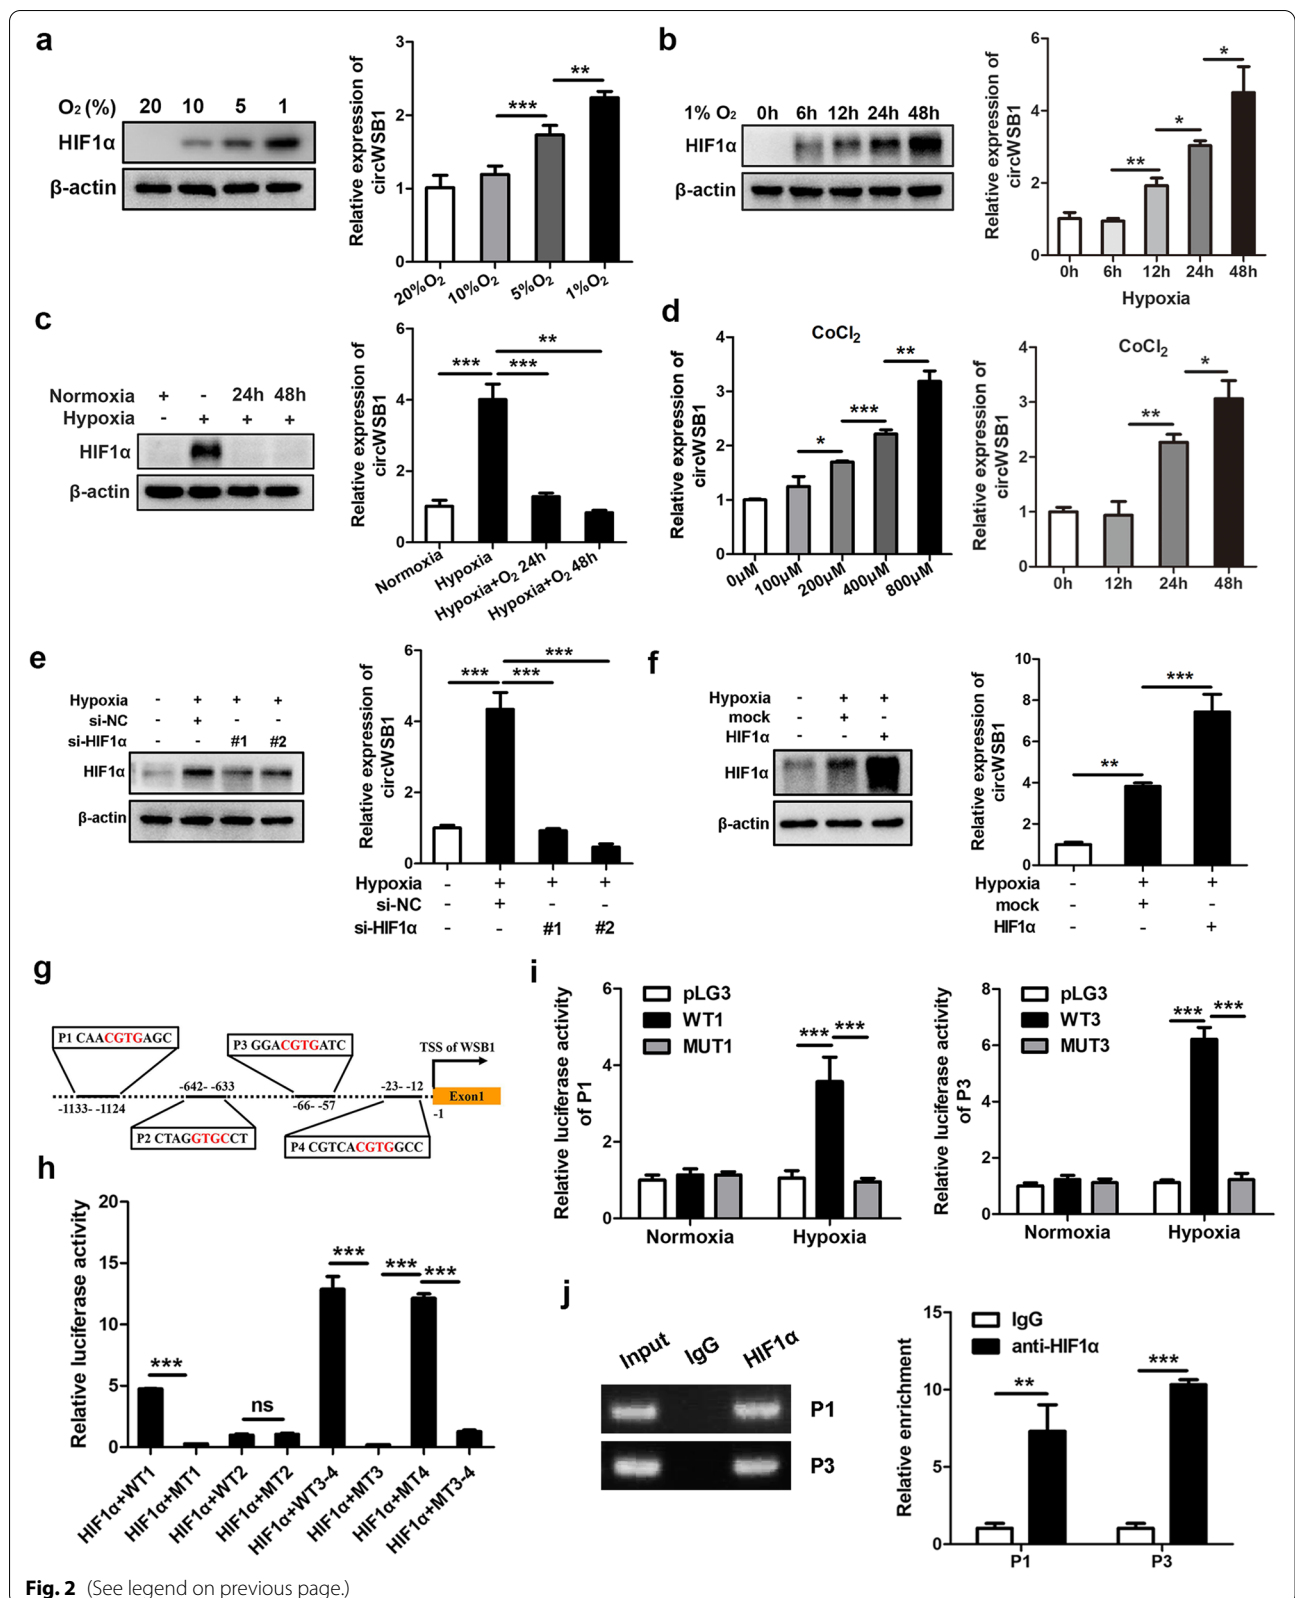 a
O₂ (%) 20 10 5 1
HIF1α
β-actin
Relative expression of
circWSB1
3
2
1
0
***
**
20%O₂ 10%O₂ 5%O₂ 1%O₂
b
1% O₂ 0h 6h 12h 24h 48h
HIF1α
β-actin
Relative expression of
circWSB1
6
4
2
0
**
*
*
0h 6h 12h 24h 48h
Hypoxia
c
Normoxia + - 24h 48h
Hypoxia - + + +
HIF1α
β-actin
Relative expression of
circWSB1
6
4
2
0
**
*** ***
Normoxia Hypoxia Hypoxia+O₂ 24h Hypoxia+O₂ 48h
d
CoCl₂
Relative expression of
circWSB1
4
3
2
1
0
*
***
**
0μM 100μM 200μM 400μM 800μM
CoCl₂
Relative expression of
circWSB1
4
3
2
1
0
**
*
0h 12h 24h 48h
e
Hypoxia - + + +
si-NC - + - -
si-HIF1α - - #1 #2
HIF1α
β-actin
Relative expression of
circWSB1
6
4
2
0
***
*** ***
Hypoxia - + + +
si-NC - + - -
si-HIF1α - - #1 #2
f
Hypoxia - + +
mock - + -
HIF1α - - +
HIF1α
β-actin
Relative expression of
circWSB1
10
8
6
4
2
0
**
***
Hypoxia - + +
mock - + -
HIF1α - - +
g
P1 CAACGTGAGC
P3 GGACGTGATC
TSS of WSB1
-642- -633
-23- -12
Exon1
-1133- -1124
-66- -57
-1
P2 CTAGGTGCCT
P4 CGTCACGTGGCC
h
Relative luciferase activity
20
15
10
5
0
***
ns
***
***
***
HIF1α+WT1 HIF1α+MT1 HIF1α+WT2 HIF1α+MT2 HIF1α+WT3-4 HIF1α+MT3 HIF1α+MT4 HIF1α+MT3-4
i
Relative luciferase activity
of P1
6
4
2
0
pLG3
WT1
MUT1
*** ***
Normoxia Hypoxia
Relative luciferase activity
of P3
8
6
4
2
0
pLG3
WT3
MUT3
*** ***
Normoxia Hypoxia
j
Input IgG HIF1α
P1
P3
Relative enrichment
15
10
5
0
IgG
anti-HIF1α
**
***
P1 P3
Fig. 2 (See legend on previous page.)